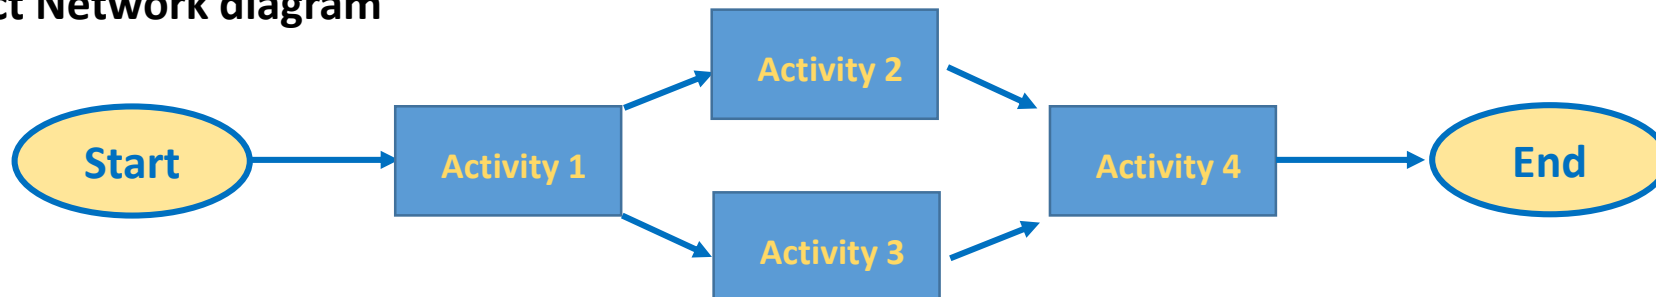 Network diagram
Activity 2
Start
Activity 1
Activity 4
End
Activity 3